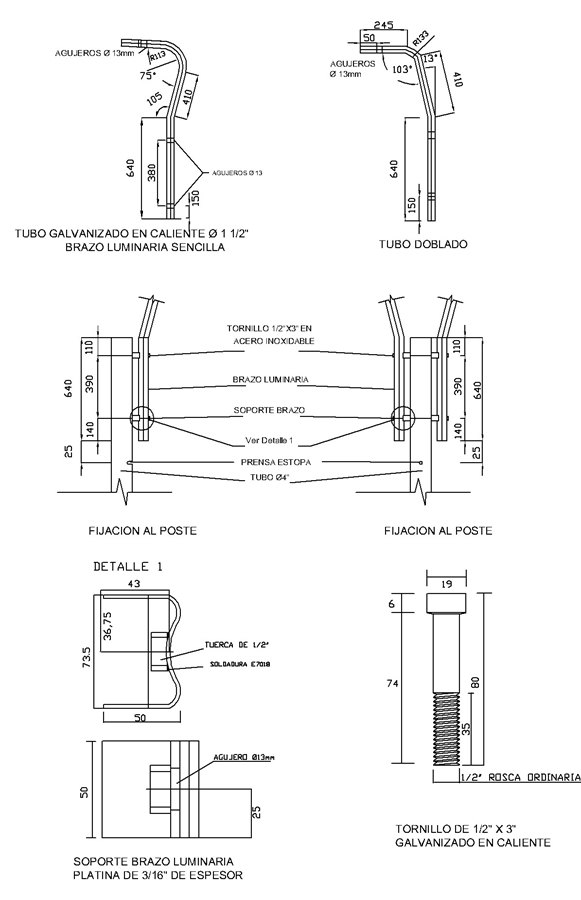 AGUJEROS Ø 13mm
R113
75°
105
410
640
380
AGUJEROS Ø 13
150
TUBO GALVANIZADO EN CALIENTE Ø 1 1/2"
BRAZO LUMINARIA SENCILLA
245
50
R133
AGUJEROS
Ø 13mm
103°
13°
410
640
150
TUBO DOBLADO
110
640
390
140
25
TORNILLO 1/2"X3" EN
ACERO INOXIDABLE
BRAZO LUMINARIA
SOPORTE BRAZO
Ver Detalle 1
PRENSA ESTOPA
TUBO Ø4"
110
390
640
140
25
FIJACION AL POSTE
FIJACION AL POSTE
DETALLE 1
43
36,75
73.5
TUERCA DE 1/2"
SOLDADURA E7018
50
AGUJERO Ø13mm
50
25
SOPORTE BRAZO LUMINARIA
PLATINA DE 3/16" DE ESPESOR
19
6
74
80
35
1/2" ROSCA ORDINARIA
TORNILLO DE 1/2" X 3"
GALVANIZADO EN CALIENTE